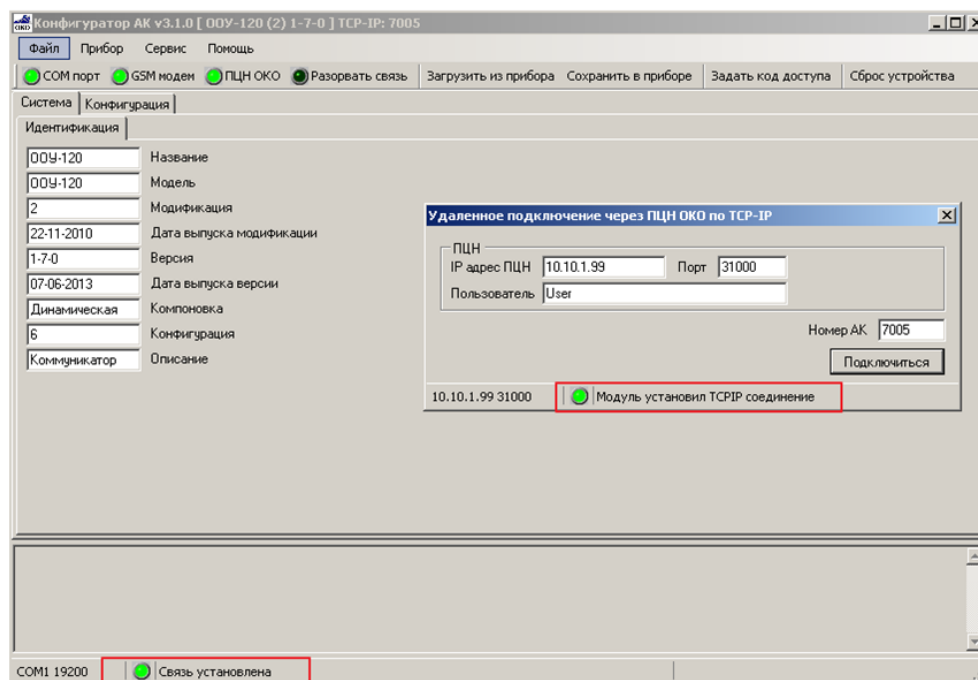 око Конфигуратор АК v3.1.0 [ ООУ-120 (2) 1-7-0 ] TCP-IP: 7005
Файл Прибор Сервис Помощь
COM порт GSM модем ПЦН ОКО Разорвать связь Загрузить из прибора Сохранить в приборе Задать код доступа Сброс устройства
Система Конфигурация
Идентификация
ООУ-120 Название
ООУ-120 Модель
2 Модификация
22-11-2010 Дата выпуска модификации
1-7-0 Версия
07-06-2013 Дата выпуска версии
Динамическая Компоновка
6 Конфигурация
Коммуникатор Описание
Удаленное подключение через ПЦН ОКО по TCP-IP
ПЦН
IP адрес ПЦН 10.10.1.99 Порт 31000
Пользователь User
Номер АК 7005
Подключиться
10.10.1.99 31000 Модуль установил TCPIP соединение
COM1 19200 Связь установлена